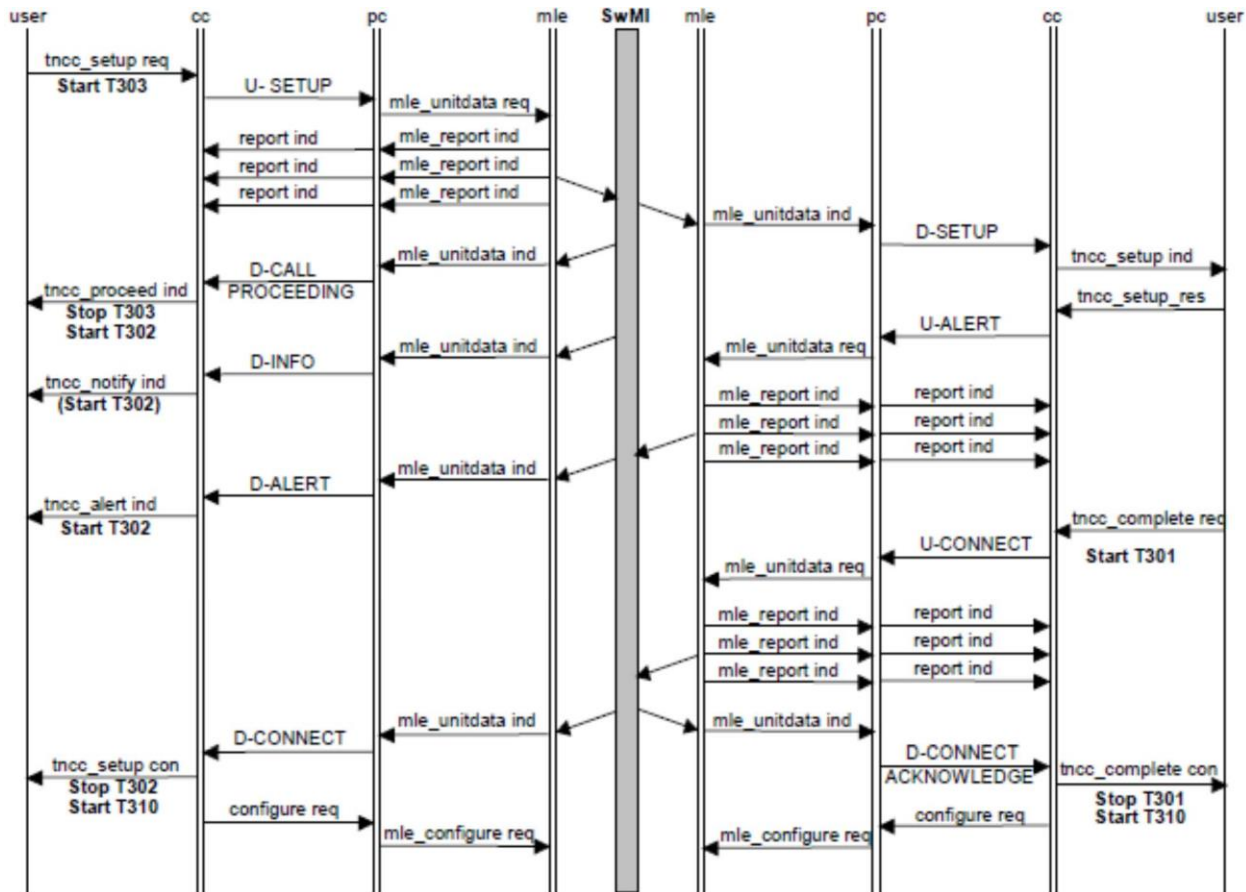 user cc pc mle SwMI mle pc cc user
tncc_setup req
Start T303
U- SETUP
mle_unitdata req
report ind
mle_report ind
report ind
mle_report ind
report ind
mle_report ind
mle_unitdata ind
D-SETUP
tncc_setup ind
mle_unitdata ind
D-CALL
PROCEEDING
tncc_proceed ind
Stop T303
Start T302
tncc_setup_res
U-ALERT
mle_unitdata req
mle_unitdata ind
D-INFO
tncc_notify ind
(Start T302)
mle_report ind
report ind
mle_report ind
report ind
mle_report ind
report ind
mle_unitdata ind
D-ALERT
tncc_alert ind
Start T302
tncc_complete req
Start T301
U-CONNECT
mle_unitdata req
mle_report ind
report ind
mle_report ind
report ind
mle_report ind
report ind
mle_unitdata ind
mle_unitdata ind
D-CONNECT
tncc_setup con
Stop T302
Start T310
D-CONNECT
ACKNOWLEDGE
tncc_complete con
Stop T301
Start T310
configure req
mle_configure req
configure req
mle_configure req